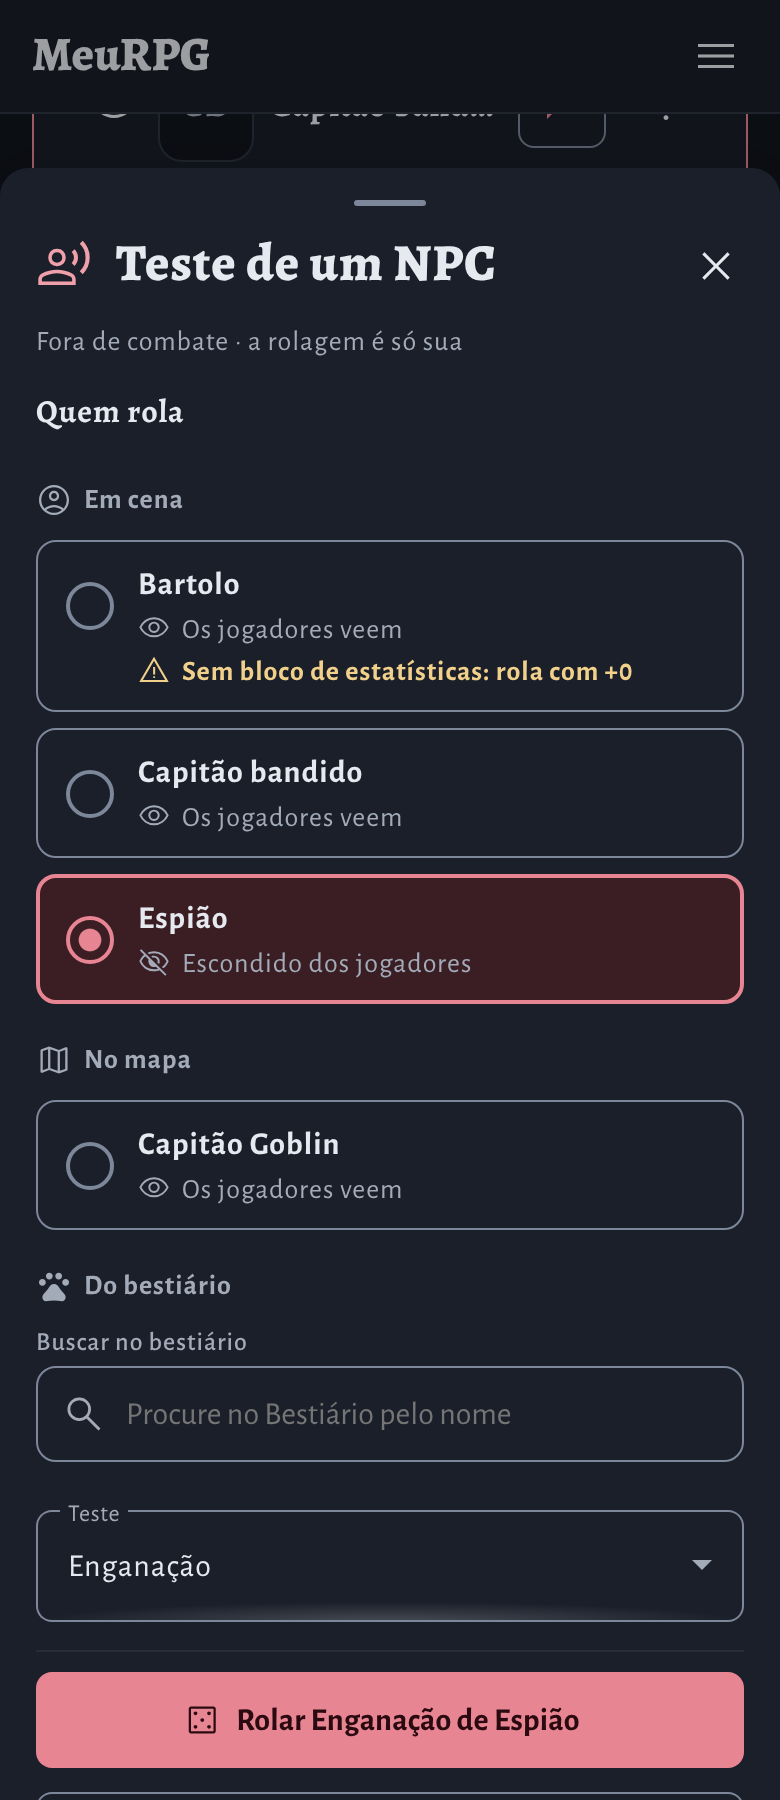 MeuRPG
Teste de um NPC
Fora de combate · a rolagem é só sua
Quem rola
Em cena
Bartolo
Os jogadores veem
Sem bloco de estatísticas: rola com +0
Capitão bandido
Os jogadores veem
Espião
Escondido dos jogadores
No mapa
Capitão Goblin
Os jogadores veem
Do bestiário
Buscar no bestiário
Procure no Bestiário pelo nome
Teste
Enganação
Rolar Enganação de Espião